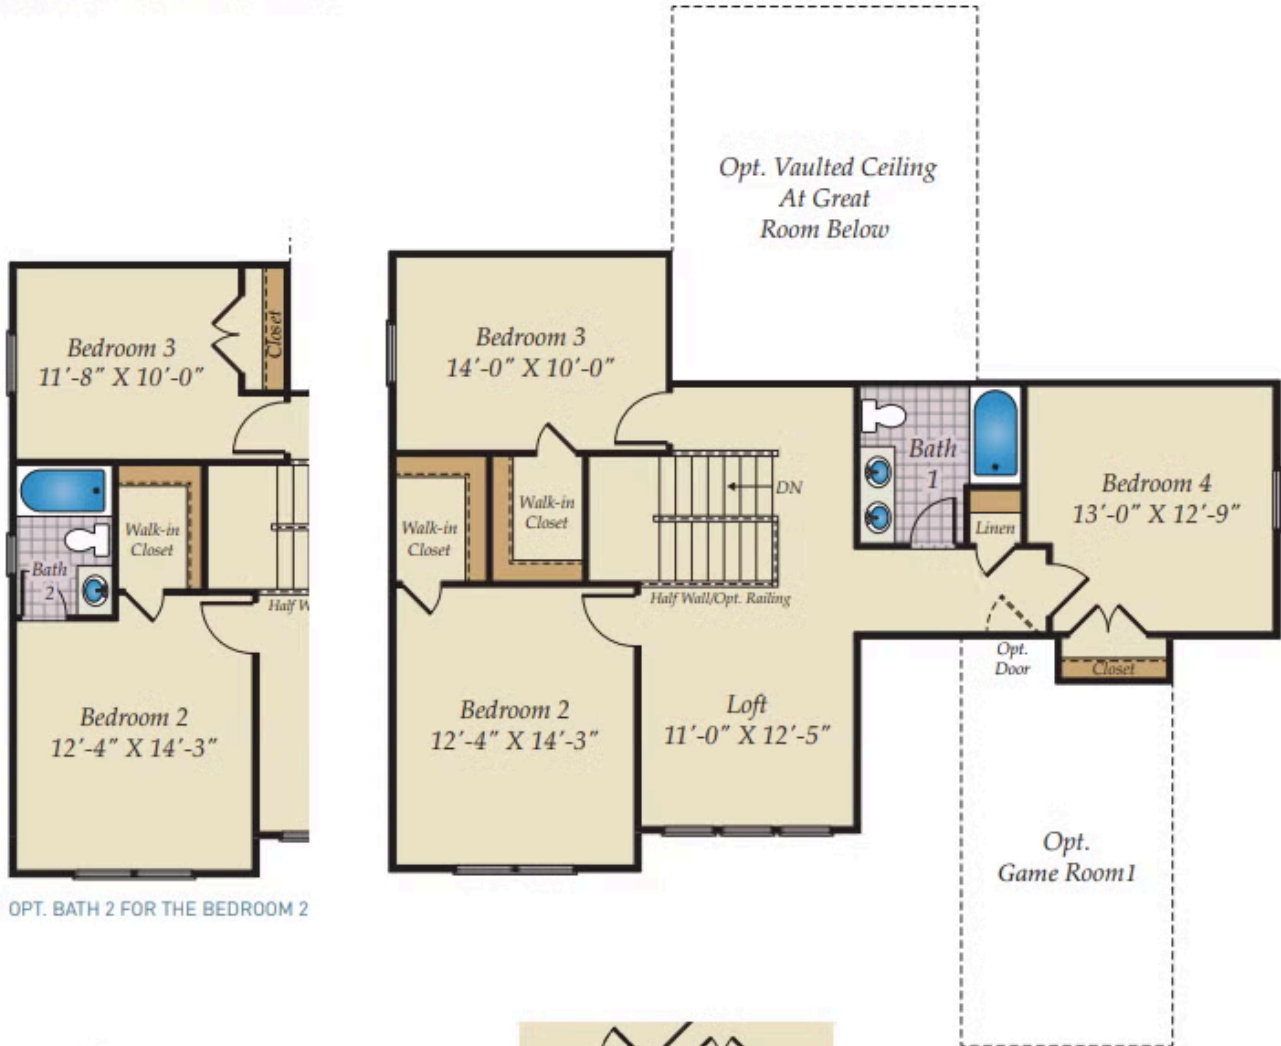 Opt. Vaulted Ceiling
At Great
Room Below
Bedroom 3
11'-8" X 10'-0"
Closet
Bath
2
Walk-in
Closet
Half W
Bedroom 2
12'-4" X 14'-3"
OPT. BATH 2 FOR THE BEDROOM 2
Bedroom 3
14'-0" X 10'-0"
Walk-in
Closet
Walk-in
Closet
DN
Half Wall/Opt. Railing
Bath
1
Linen
Bedroom 4
13'-0" X 12'-9"
Opt.
Door
Closet
Bedroom 2
12'-4" X 14'-3"
Loft
11'-0" X 12'-5"
Opt.
Game Room1